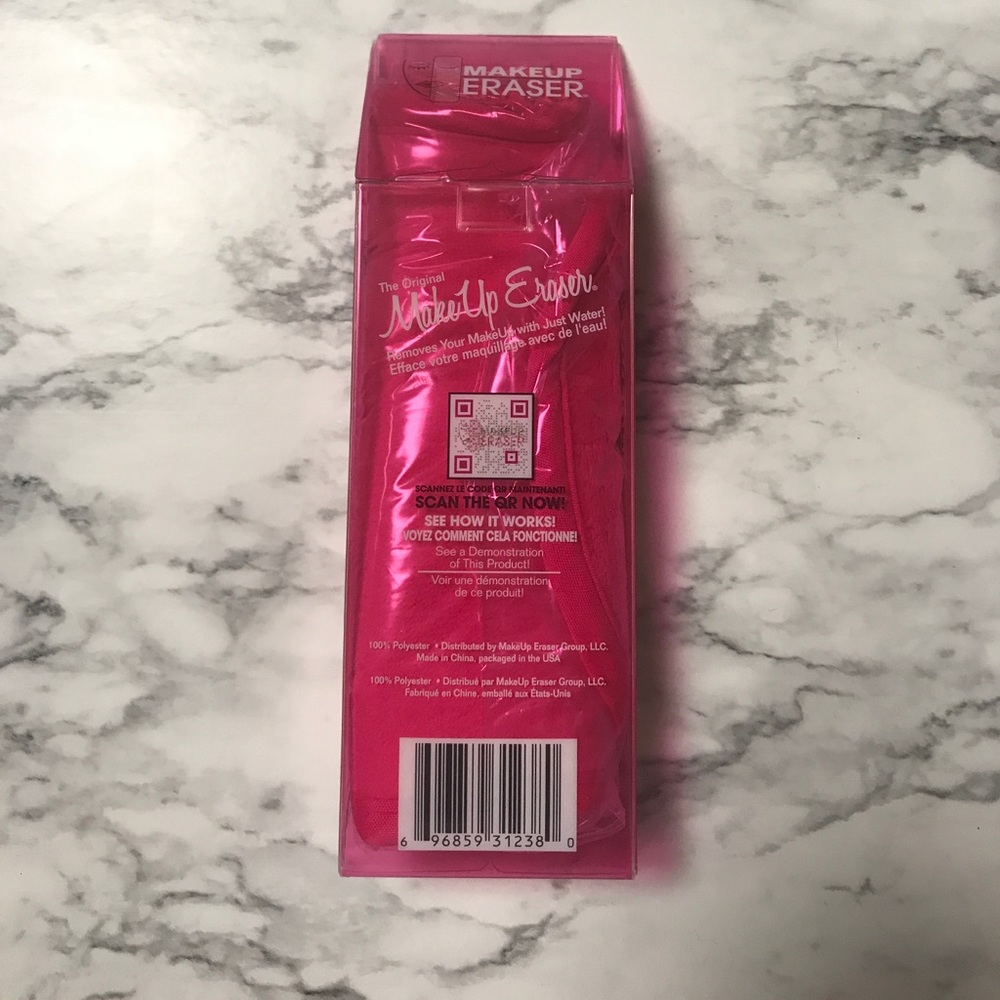 MAKEUP
ERASER®
The Original
MakeUp Eraser®
Removes Your MakeUp with Just Water!
Efface votre maquillage avec de l'eau!
MAKEUP
ERASER
SCANNEZ LE CODE QR MAINTENANT!
SCAN THE QR NOW!
SEE HOW IT WORKS!
VOYEZ COMMENT CELA FONCTIONNE!
See a Demonstration
of This Product!
Voir une démonstration
de ce produit!
100% Polyester • Distributed by MakeUp Eraser Group, LLC.
Made in China, packaged in the USA
100% Polyester • Distribué par MakeUp Eraser Group, LLC.
Fabriqué en Chine, emballé aux États-Unis
6 96859 31238 0